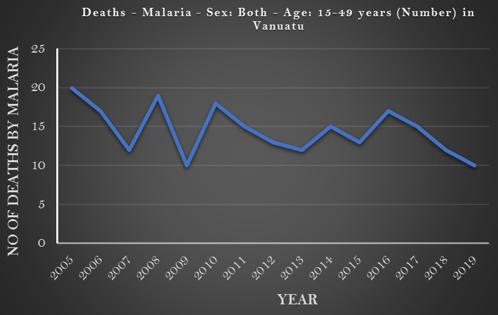 Deaths - Malaria - Sex: Both - Age: 15-49 years (Number) in
Vanuatu
NO OF DEATHS BY MALARIA
25
20
15
10
5
0
2005 2006 2007 2008 2009 2010 2011 2012 2013 2014 2015 2016 2017 2018 2019
YEAR